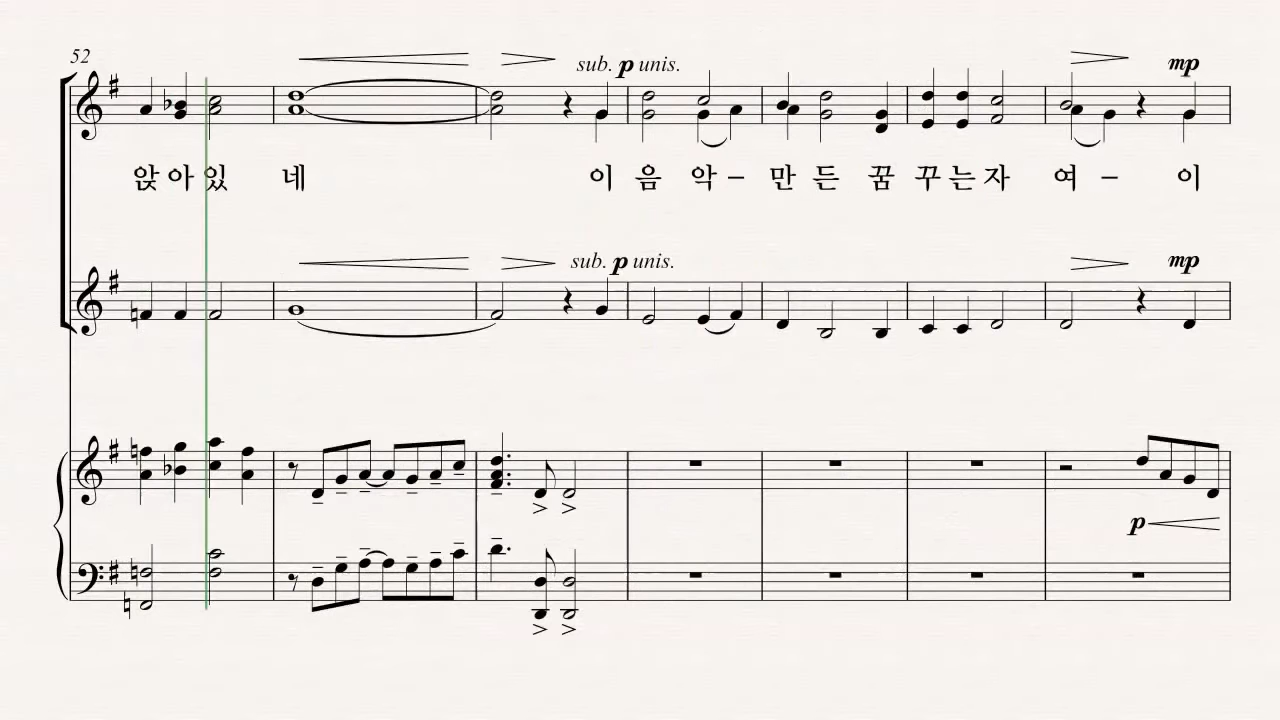 52
sub. p unis. mp
앉 아 있 네 이 음 악 – 만 든 꿈 꾸 는 자 여 – 이
sub. p unis. mp
p